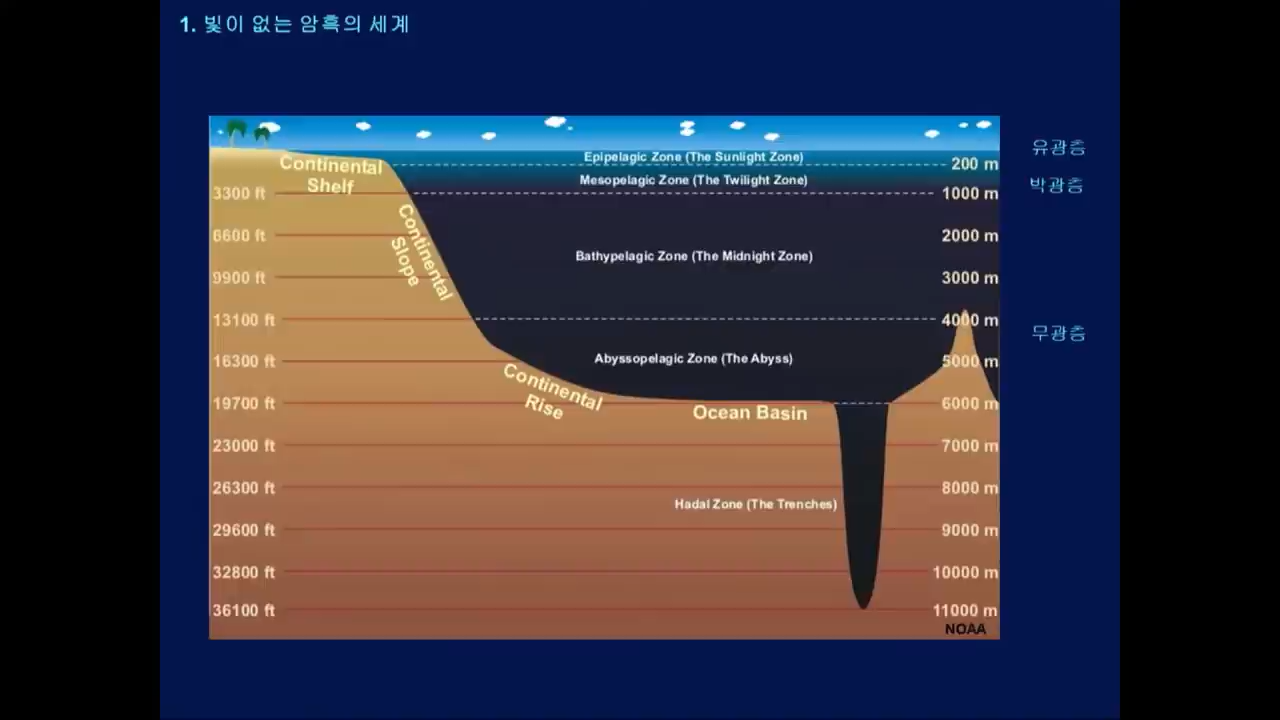 1. 빛이 없는 암흑의 세계
Continental
Shelf
Epipelagic Zone (The Sunlight Zone)
200 m
유광층
Mesopelagic Zone (The Twilight Zone)
박광층
3300 ft
1000 m
Continental
Slope
6600 ft
2000 m
Bathypelagic Zone (The Midnight Zone)
9900 ft
3000 m
13100 ft
4000 m
무광층
Abyssopelagic Zone (The Abyss)
16300 ft
5000 m
Continental
Rise
19700 ft
Ocean Basin
6000 m
23000 ft
7000 m
26300 ft
8000 m
Hadal Zone (The Trenches)
29600 ft
9000 m
32800 ft
10000 m
36100 ft
11000 m
NOAA